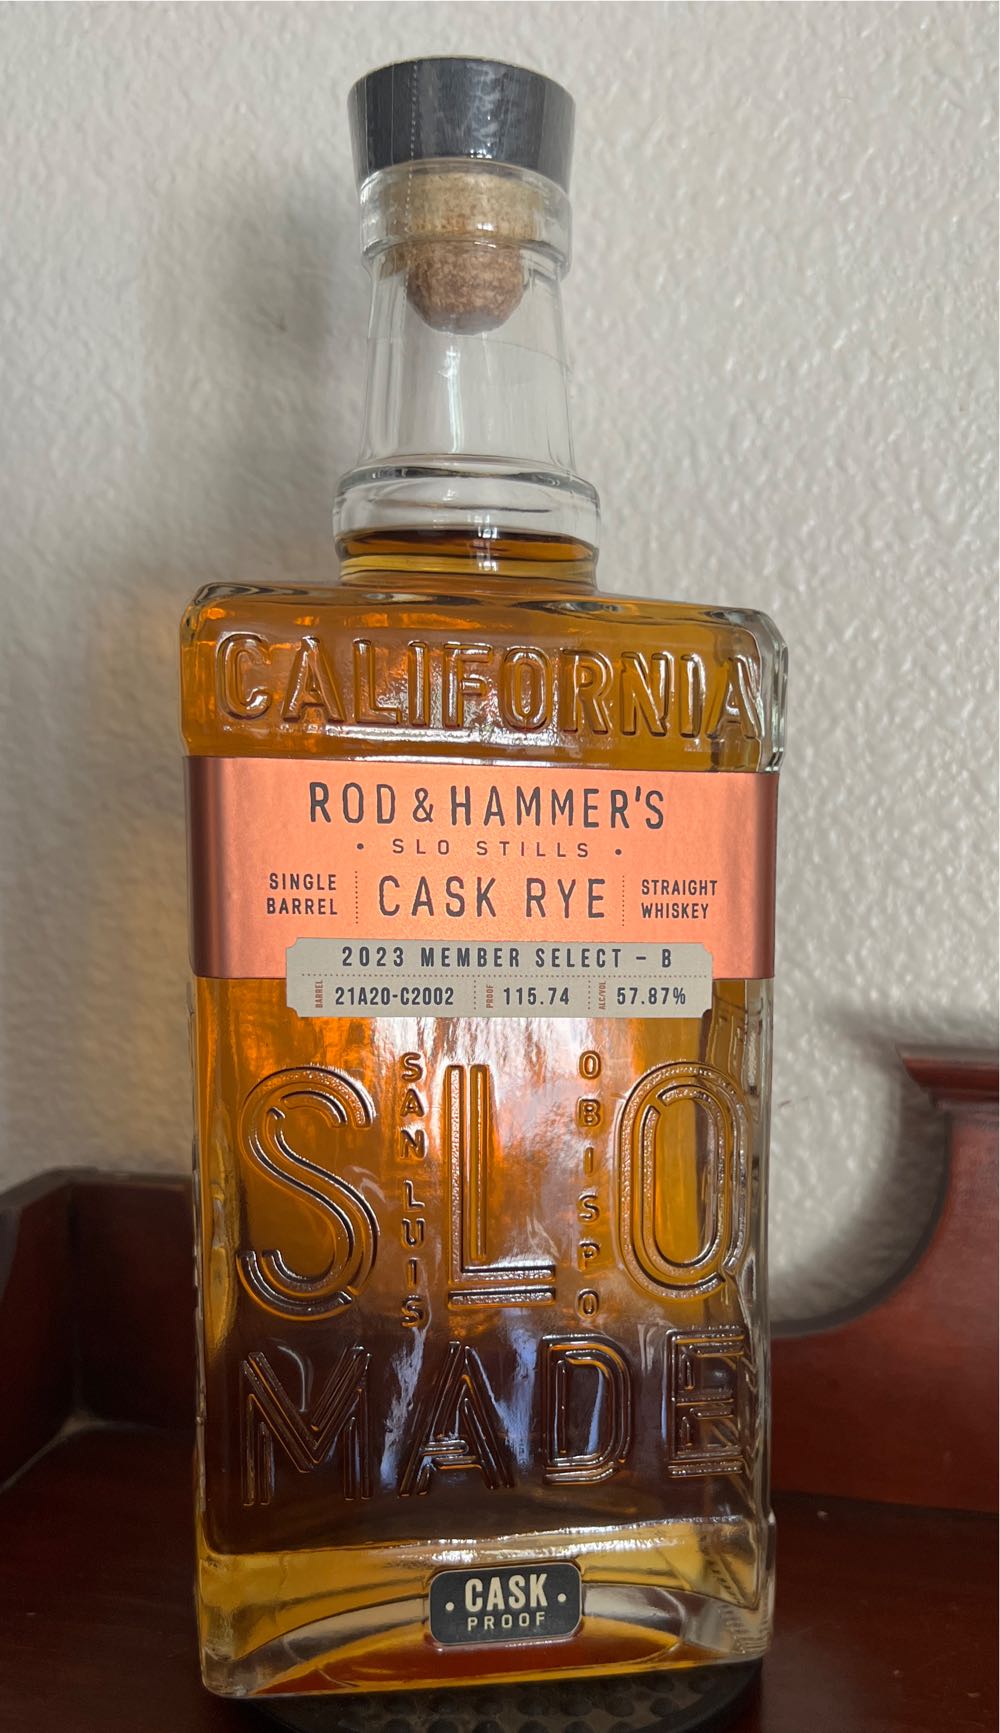 CALIFORNIA
ROD & HAMMER'S
• SLO STILLS •
SINGLE
BARREL
CASK RYE
STRAIGHT
WHISKEY
2023 MEMBER SELECT – B
BARREL 21A20-C2002 PROOF 115.74 ALC/VOL 57.87%
SLO
SAN LUIS
OBISPO
MADE
• CASK •
PROOF